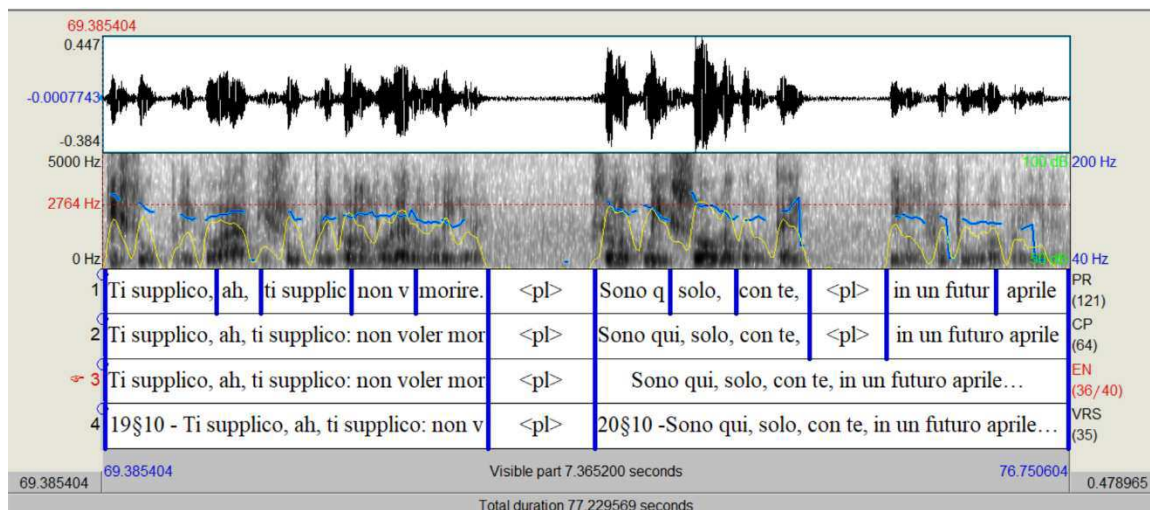 69.385404
0.447
-0.0007743
-0.384
5000 Hz
100 dB 200 Hz
2764 Hz
0 Hz
50 dB 40 Hz
1 Ti supplico, ah, ti supplic non v morire. <pl> Sono q solo, con te, <pl> in un futur aprile PR (121)
2 Ti supplico, ah, ti supplico: non voler mor <pl> Sono qui, solo, con te, <pl> in un futuro aprile CP (64)
3 Ti supplico, ah, ti supplico: non voler mor <pl> Sono qui, solo, con te, in un futuro aprile… EN (36/40)
4 19§10 - Ti supplico, ah, ti supplico: non v <pl> 20§10 -Sono qui, solo, con te, in un futuro aprile… VRS (35)
69.385404 69.385404 Visible part 7.365200 seconds 76.750604 0.478965
Total duration 77.229569 seconds